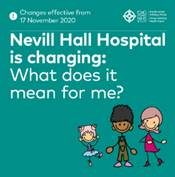 Changes effective from
17 November 2020
Nevill Hall Hospital
is changing:
What does it
mean for me?